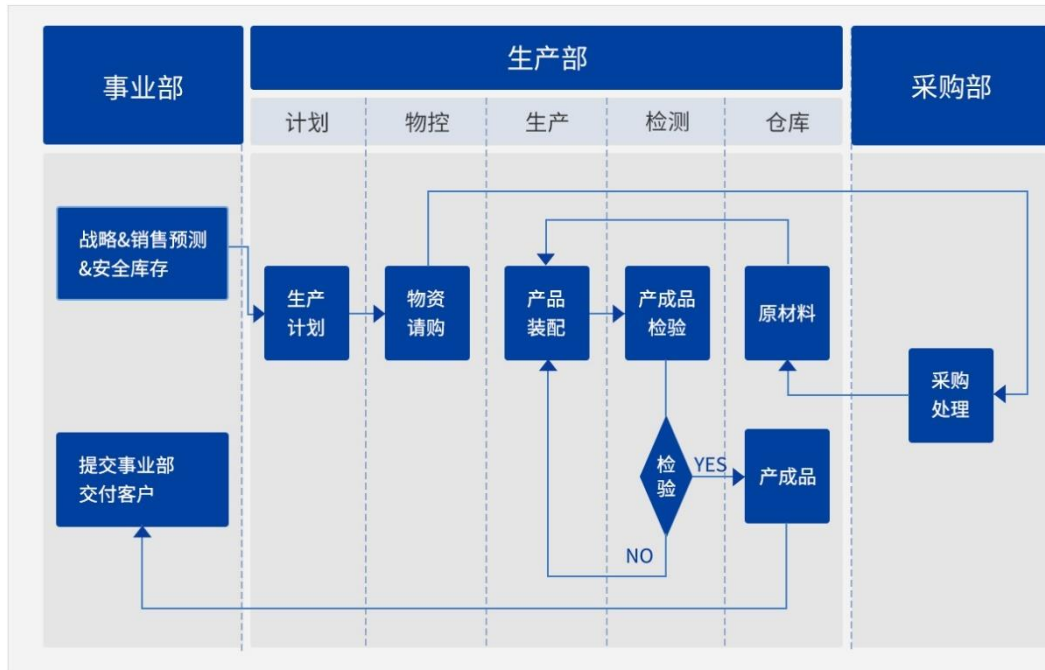 事业部
生产部
采购部
计划
物控
生产
检测
仓库
战略&销售预测
&安全库存
生产
计划
物资
请购
产品
装配
产成品
检验
原材料
采购
处理
提交事业部
交付客户
检
验
YES
产成品
NO